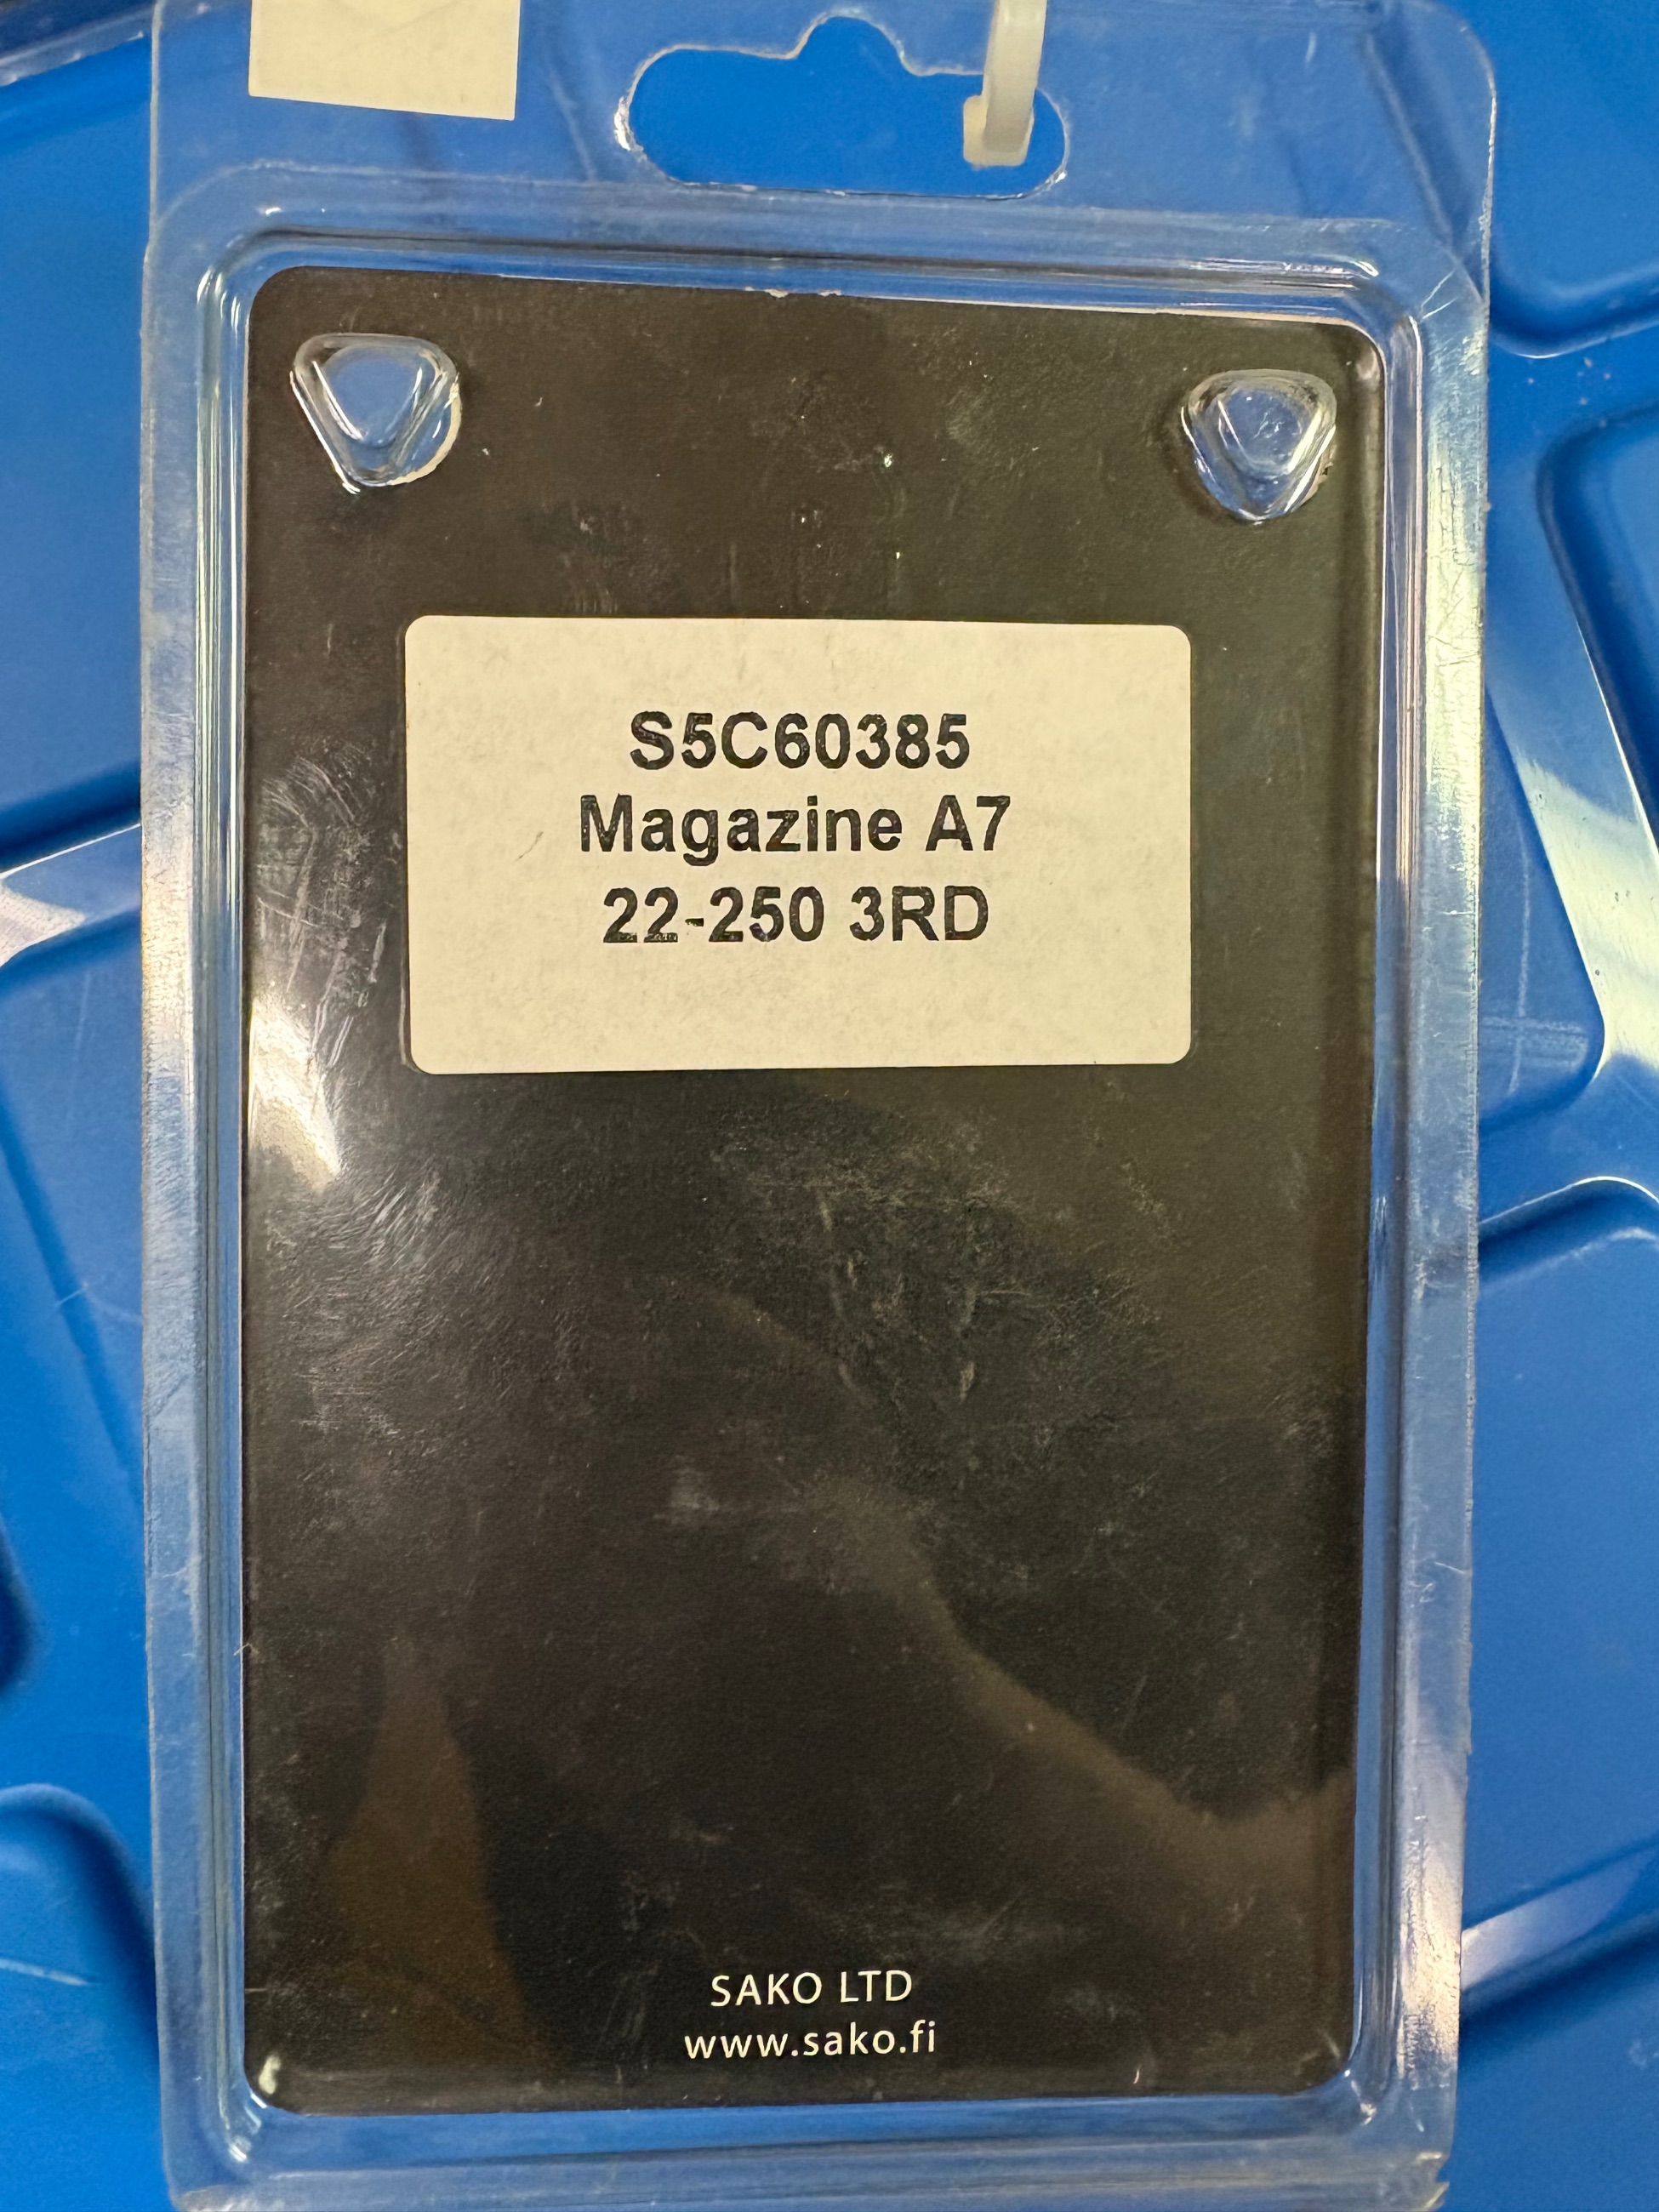 S5C60385
Magazine A7
22-250 3RD
SAKO LTD
www.sako.fi